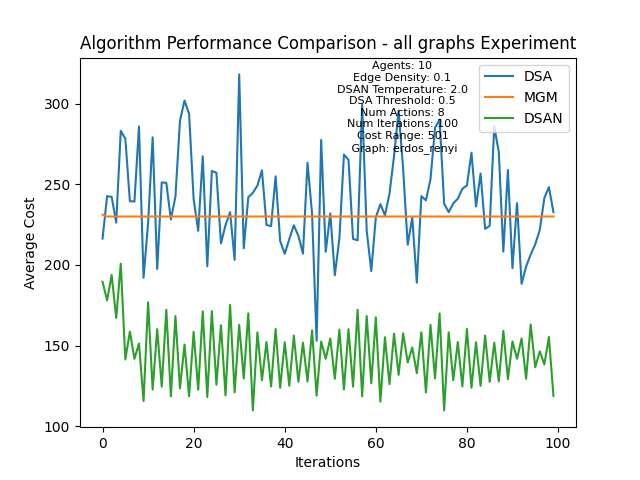 Algorithm Performance Comparison - all graphs Experiment
Agents: 10
Edge Density: 0.1
DSAN Temperature: 2.0
DSA Threshold: 0.5
Num Actions: 8
Num Iterations: 100
Cost Range: 501
Graph: erdos_renyi
DSA
MGM
DSAN
Average Cost
300
250
200
150
100
0 20 40 60 80 100
Iterations